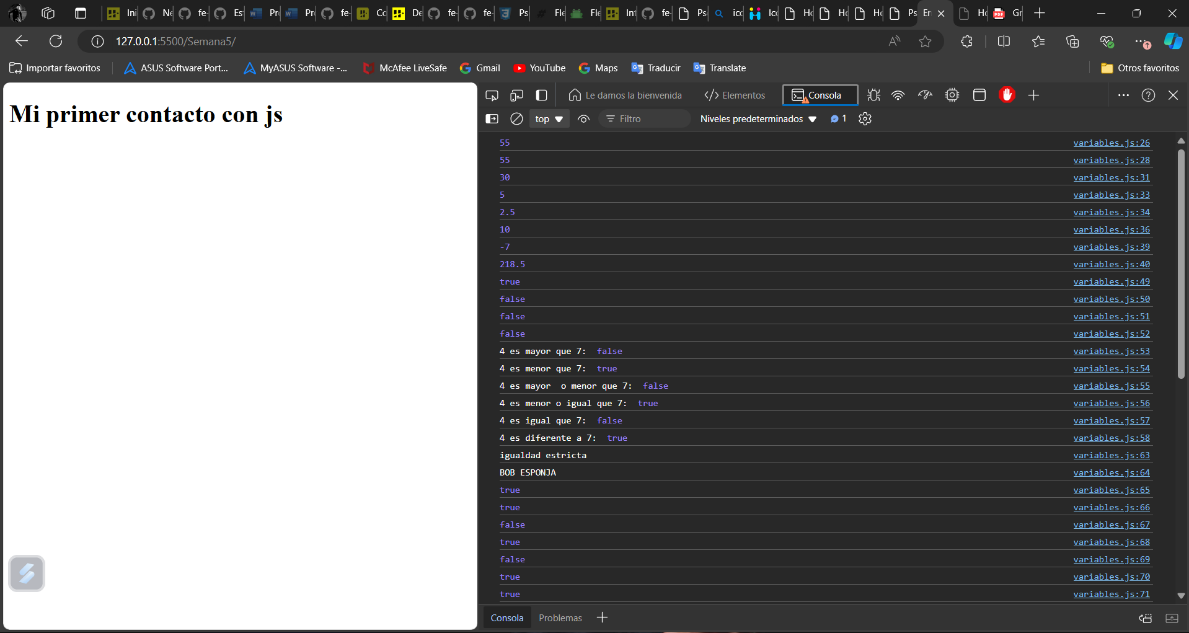 127.0.0.1:5500/Semana5/
Importar favoritos ASUS Software Port... MyASUS Software -... McAfee LiveSafe Gmail YouTube Maps Traducir Translate Otros favoritos
Mi primer contacto con js
Le damos la bienvenida Elementos Consola
top Filtro Niveles predeterminados 1
55 variables.js:26
55 variables.js:28
30 variables.js:31
5 variables.js:33
2.5 variables.js:34
10 variables.js:36
-7 variables.js:39
218.5 variables.js:40
true variables.js:49
false variables.js:50
false variables.js:51
false variables.js:52
4 es mayor que 7: false variables.js:53
4 es menor que 7: true variables.js:54
4 es mayor o menor que 7: false variables.js:55
4 es menor o igual que 7: true variables.js:56
4 es igual que 7: false variables.js:57
4 es diferente a 7: true variables.js:58
igualdad estricta variables.js:63
BOB ESPONJA variables.js:64
true variables.js:65
true variables.js:66
false variables.js:67
true variables.js:68
false variables.js:69
true variables.js:70
true variables.js:71
Consola Problemas